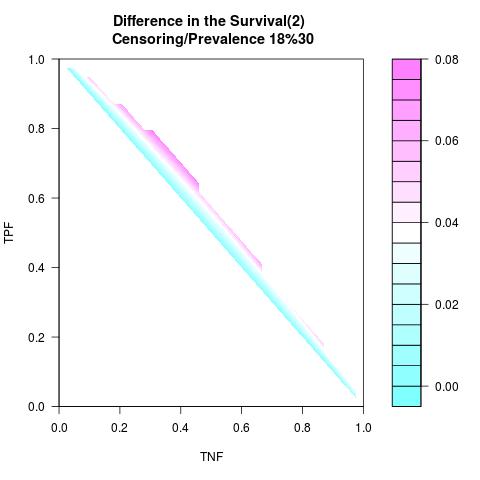 Difference in the Survival(2)
Censoring/Prevalence 18%30
1.0
0.8
0.6
0.4
0.2
0.0
TPF
0.0 0.2 0.4 0.6 0.8 1.0
TNF
0.08
0.06
0.04
0.02
0.00